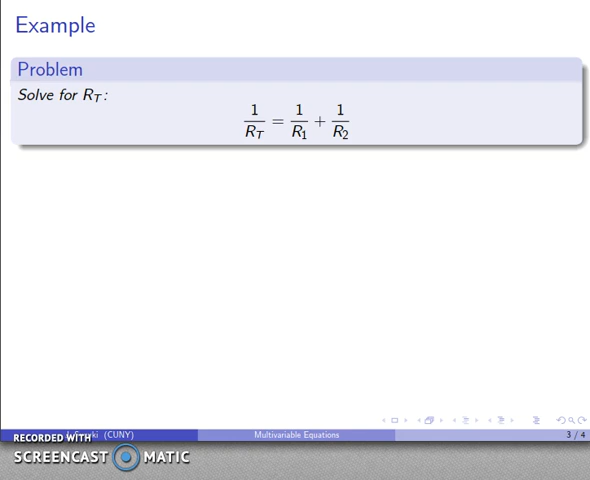 Example
Problem
Solve for R_T:
1/R_T = 1/R_1 + 1/R_2
(CUNY) Multivariable Equations 3 / 4
RECORDED WITH
SCREENCAST MATIC